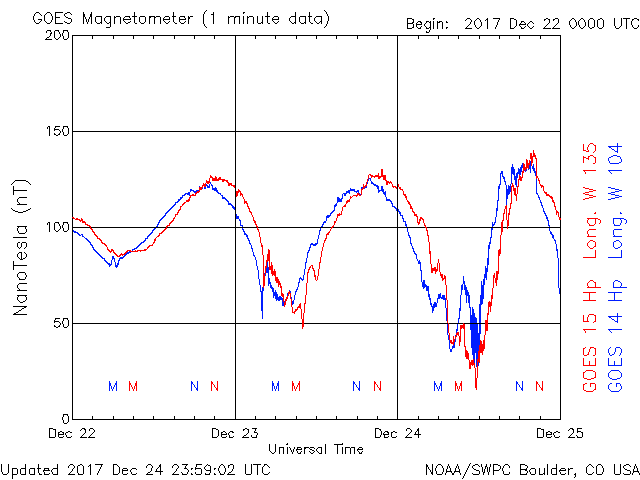 GOES Magnetometer (1 minute data)
Begin: 2017 Dec 22 0000 UTC
200
150
100
50
0
NanoTesla (nT)
M M N N M M N N M M N N
Dec 22 Dec 23 Dec 24 Dec 25
Universal Time
GOES 15 Hp Long. W 135
GOES 14 Hp Long. W 104
Updated 2017 Dec 24 23:59:02 UTC
NOAA/SWPC Boulder, CO USA